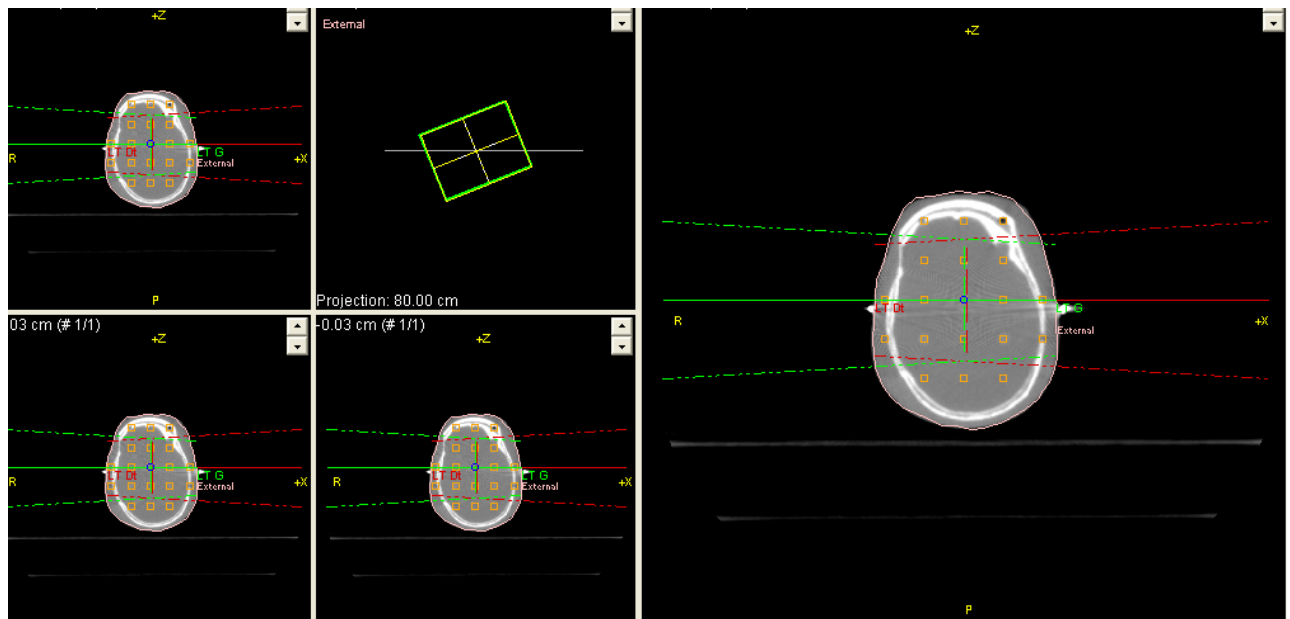 +Z
R
LT Dt
LT G
External
+X
P
External
Projection: 80.00 cm
03 cm (# 1/1)
+Z
R
LT Dt
LT G
External
+X
-0.03 cm (# 1/1)
+Z
R
LT Dt
LT G
External
+X
+Z
R
LT Dt
LT G
External
+X
P